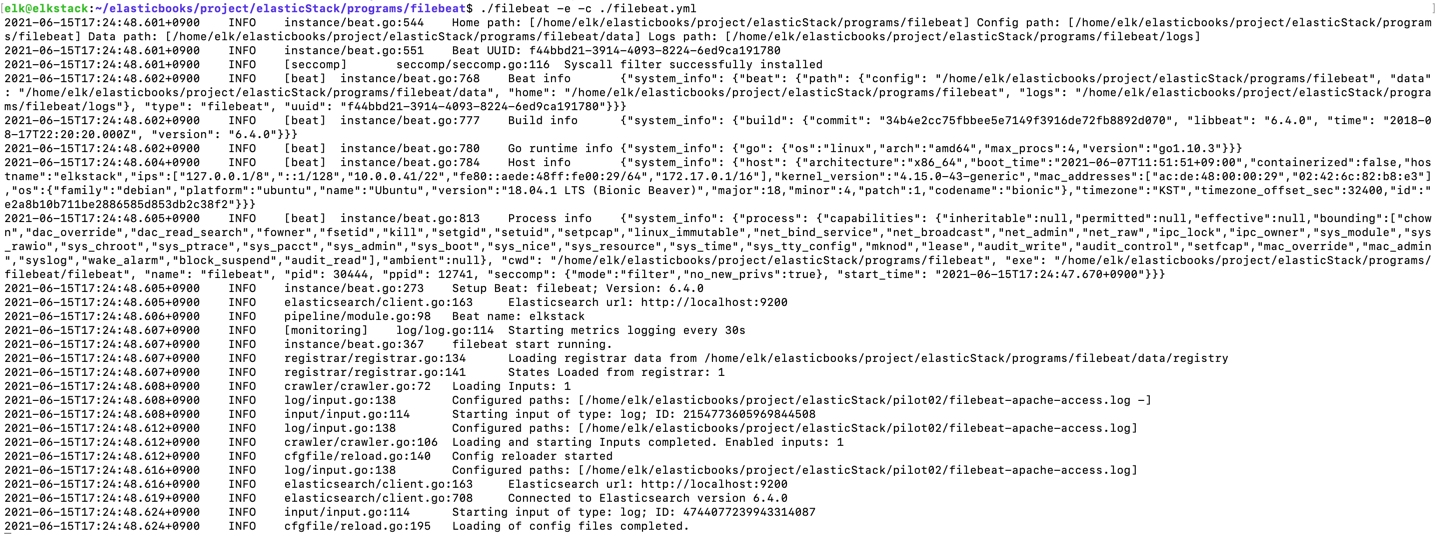 [elk@elkstack:~/elasticbooks/project/elasticStack/programs/filebeat$ ./filebeat -e -c ./filebeat.yml ]
2021-06-15T17:24:48.601+0900 INFO instance/beat.go:544 Home path: [/home/elk/elasticbooks/project/elasticStack/programs/filebeat] Config path: [/home/elk/elasticbooks/project/elasticStack/program
s/filebeat] Data path: [/home/elk/elasticbooks/project/elasticStack/programs/filebeat/data] Logs path: [/home/elk/elasticbooks/project/elasticStack/programs/filebeat/logs]
2021-06-15T17:24:48.601+0900 INFO instance/beat.go:551 Beat UUID: f44bbd21-3914-4093-8224-6ed9ca191780
2021-06-15T17:24:48.601+0900 INFO [seccomp] seccomp/seccomp.go:116 Syscall filter successfully installed
2021-06-15T17:24:48.602+0900 INFO [beat] instance/beat.go:768 Beat info {"system_info": {"beat": {"path": {"config": "/home/elk/elasticbooks/project/elasticStack/programs/filebeat", "data"
: "/home/elk/elasticbooks/project/elasticStack/programs/filebeat/data", "home": "/home/elk/elasticbooks/project/elasticStack/programs/filebeat", "logs": "/home/elk/elasticbooks/project/elasticStack/progra
ms/filebeat/logs"}, "type": "filebeat", "uuid": "f44bbd21-3914-4093-8224-6ed9ca191780"}}}
2021-06-15T17:24:48.602+0900 INFO [beat] instance/beat.go:777 Build info {"system_info": {"build": {"commit": "34b4e2cc75fbbee5e7149f3916de72fb8892d070", "libbeat": "6.4.0", "time": "2018-0
8-17T22:20:20.000Z", "version": "6.4.0"}}}
2021-06-15T17:24:48.602+0900 INFO [beat] instance/beat.go:780 Go runtime info {"system_info": {"go": {"os":"linux","arch":"amd64","max_procs":4,"version":"go1.10.3"}}}
2021-06-15T17:24:48.604+0900 INFO [beat] instance/beat.go:784 Host info {"system_info": {"host": {"architecture":"x86_64","boot_time":"2021-06-07T11:51:51+09:00","containerized":false,"hos
tname":"elkstack","ips":["127.0.0.1/8","::1/128","10.0.0.41/22","fe80::aede:48ff:fe00:29/64","172.17.0.1/16"],"kernel_version":"4.15.0-43-generic","mac_addresses":["ac:de:48:00:00:29","02:42:6c:82:b8:e3"]
,"os":{"family":"debian","platform":"ubuntu","name":"Ubuntu","version":"18.04.1 LTS (Bionic Beaver)","major":18,"minor":4,"patch":1,"codename":"bionic"},"timezone":"KST","timezone_offset_sec":32400,"id":"
e2a8b10b711be2886585d853db2c38f2"}}}
2021-06-15T17:24:48.605+0900 INFO [beat] instance/beat.go:813 Process info {"system_info": {"process": {"capabilities": {"inheritable":null,"permitted":null,"effective":null,"bounding":["chow
n","dac_override","dac_read_search","fowner","fsetid","kill","setgid","setuid","setpcap","linux_immutable","net_bind_service","net_broadcast","net_admin","net_raw","ipc_lock","ipc_owner","sys_module","sys
_rawio","sys_chroot","sys_ptrace","sys_pacct","sys_admin","sys_boot","sys_nice","sys_resource","sys_time","sys_tty_config","mknod","lease","audit_write","audit_control","setfcap","mac_override","mac_admin
","syslog","wake_alarm","block_suspend","audit_read"],"ambient":null}, "cwd": "/home/elk/elasticbooks/project/elasticStack/programs/filebeat", "exe": "/home/elk/elasticbooks/project/elasticStack/programs/
filebeat/filebeat", "name": "filebeat", "pid": 30444, "ppid": 12741, "seccomp": {"mode":"filter","no_new_privs":true}, "start_time": "2021-06-15T17:24:47.670+0900"}}}
2021-06-15T17:24:48.605+0900 INFO instance/beat.go:273 Setup Beat: filebeat; Version: 6.4.0
2021-06-15T17:24:48.605+0900 INFO elasticsearch/client.go:163 Elasticsearch url: http://localhost:9200
2021-06-15T17:24:48.606+0900 INFO pipeline/module.go:98 Beat name: elkstack
2021-06-15T17:24:48.607+0900 INFO [monitoring] log/log.go:114 Starting metrics logging every 30s
2021-06-15T17:24:48.607+0900 INFO instance/beat.go:367 filebeat start running.
2021-06-15T17:24:48.607+0900 INFO registrar/registrar.go:134 Loading registrar data from /home/elk/elasticbooks/project/elasticStack/programs/filebeat/data/registry
2021-06-15T17:24:48.607+0900 INFO registrar/registrar.go:141 States Loaded from registrar: 1
2021-06-15T17:24:48.608+0900 INFO crawler/crawler.go:72 Loading Inputs: 1
2021-06-15T17:24:48.608+0900 INFO log/input.go:138 Configured paths: [/home/elk/elasticbooks/project/elasticStack/pilot02/filebeat-apache-access.log -]
2021-06-15T17:24:48.608+0900 INFO input/input.go:114 Starting input of type: log; ID: 2154773605969844508
2021-06-15T17:24:48.612+0900 INFO log/input.go:138 Configured paths: [/home/elk/elasticbooks/project/elasticStack/pilot02/filebeat-apache-access.log]
2021-06-15T17:24:48.612+0900 INFO crawler/crawler.go:106 Loading and starting Inputs completed. Enabled inputs: 1
2021-06-15T17:24:48.612+0900 INFO cfgfile/reload.go:140 Config reloader started
2021-06-15T17:24:48.616+0900 INFO log/input.go:138 Configured paths: [/home/elk/elasticbooks/project/elasticStack/pilot02/filebeat-apache-access.log]
2021-06-15T17:24:48.616+0900 INFO elasticsearch/client.go:163 Elasticsearch url: http://localhost:9200
2021-06-15T17:24:48.619+0900 INFO elasticsearch/client.go:708 Connected to Elasticsearch version 6.4.0
2021-06-15T17:24:48.624+0900 INFO input/input.go:114 Starting input of type: log; ID: 4744077239943314087
2021-06-15T17:24:48.624+0900 INFO cfgfile/reload.go:195 Loading of config files completed.